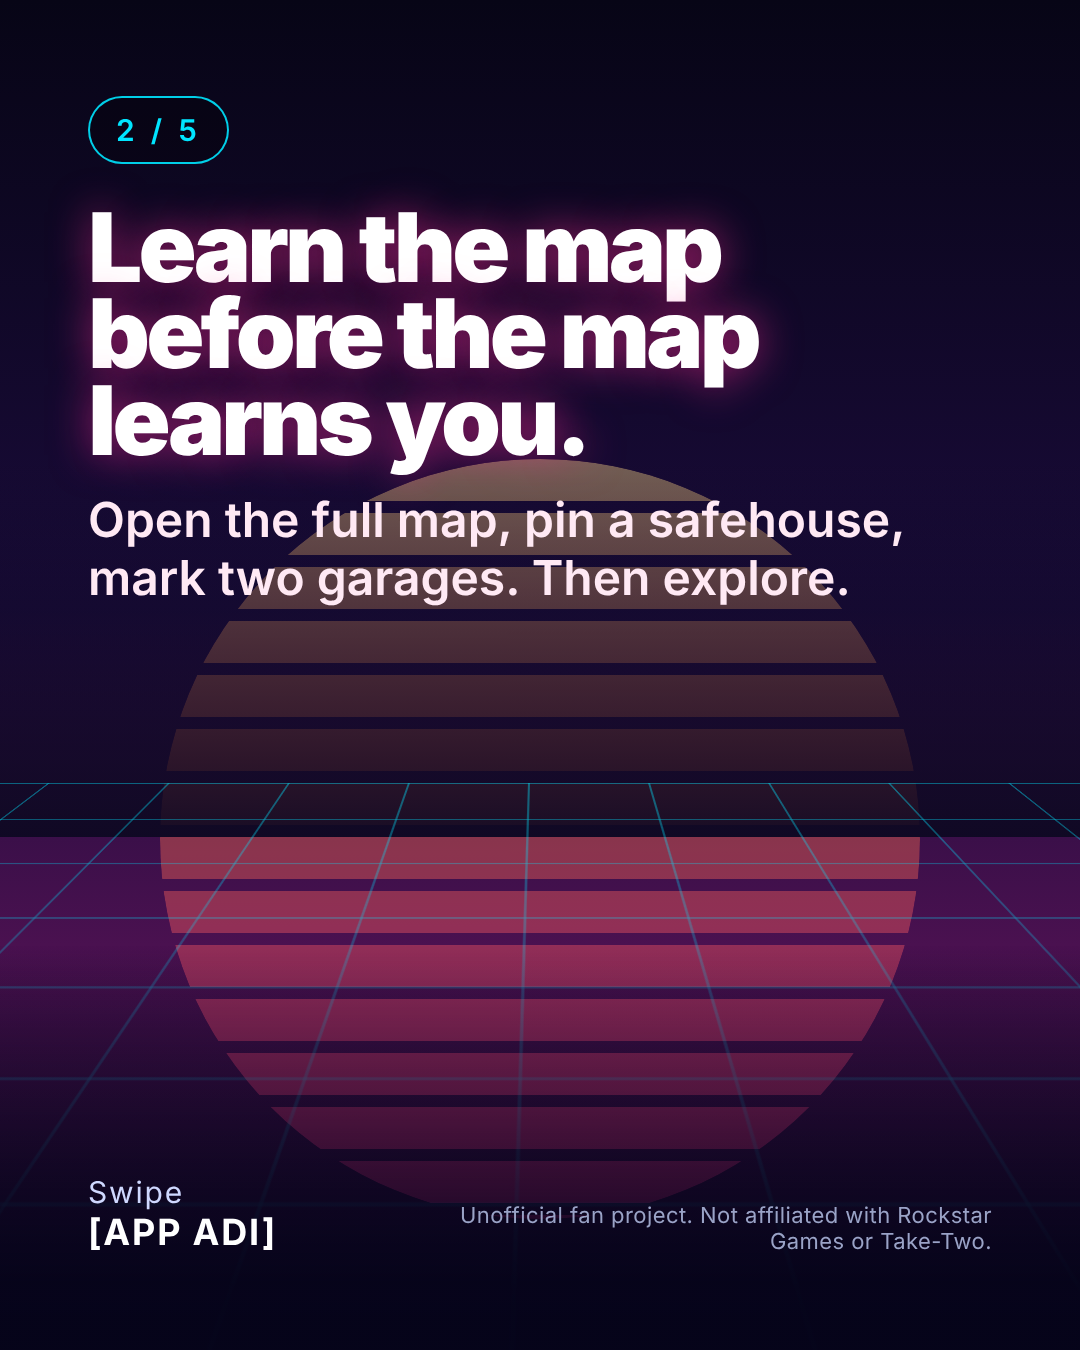 2 / 5
Learn the map
before the map
learns you.
Open the full map, pin a safehouse,
mark two garages. Then explore.
Swipe
[APP ADI]
Unofficial fan project. Not affiliated with Rockstar
Games or Take-Two.